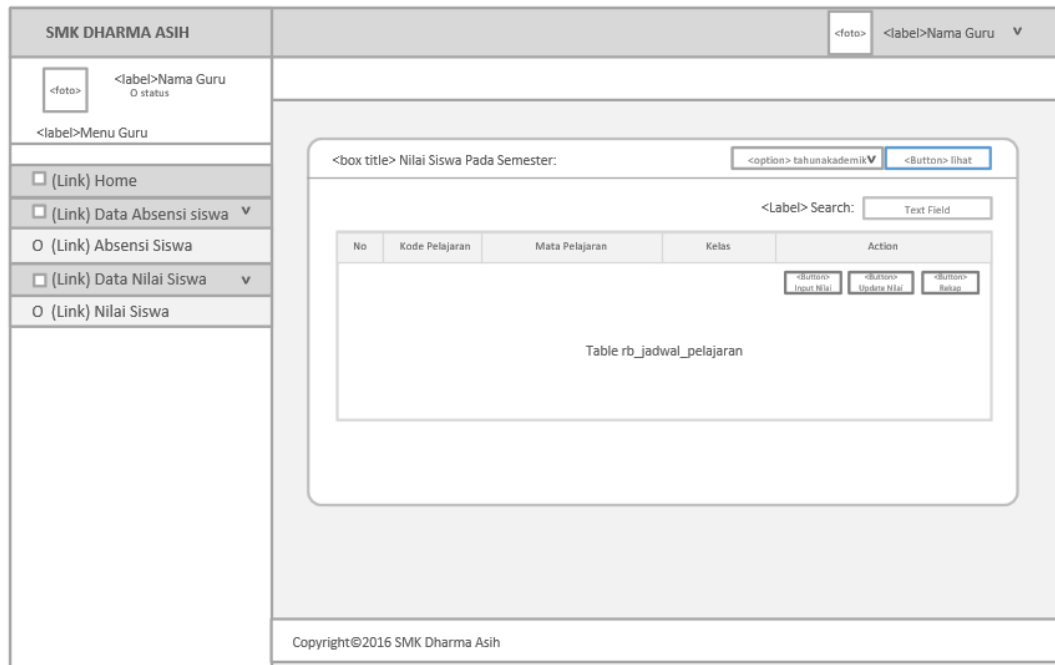 SMK DHARMA ASIH
<foto>
<label>Nama Guru v
<foto>
<label>Nama Guru
O status
<label>Menu Guru
(Link) Home
(Link) Data Absensi siswa v
O (Link) Absensi Siswa
(Link) Data Nilai Siswa v
O (Link) Nilai Siswa
<box title> Nilai Siswa Pada Semester:
<option> tahunakademik v
<Button> lihat
<Label> Search:
Text Field
No Kode Pelajaran Mata Pelajaran Kelas Action
<Button>
Input Nilai
<Button>
Update Nilai
<Button>
Rekap
Table rb_jadwal_pelajaran
Copyright©2016 SMK Dharma Asih